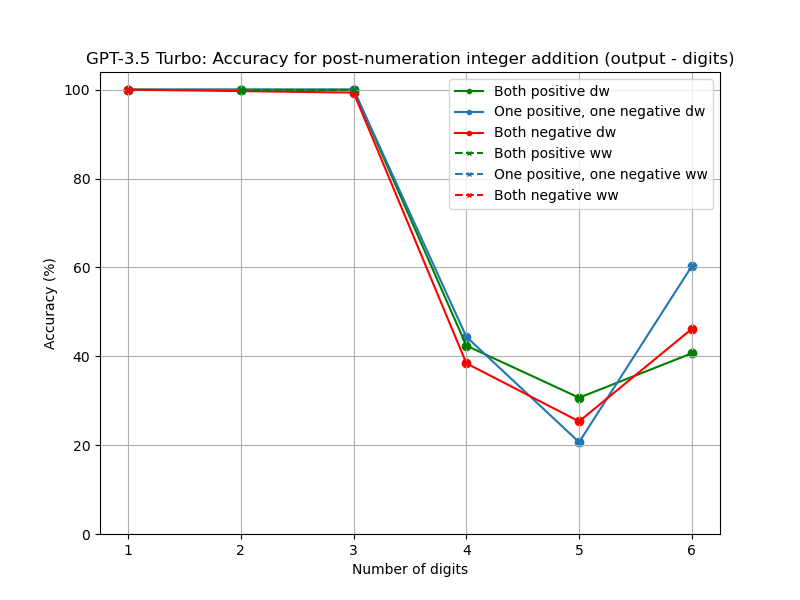 GPT-3.5 Turbo: Accuracy for post-numeration integer addition (output - digits)
100
80
60
40
20
0
Accuracy (%)
Both positive dw
One positive, one negative dw
Both negative dw
Both positive ww
One positive, one negative ww
Both negative ww
1 2 3 4 5 6
Number of digits